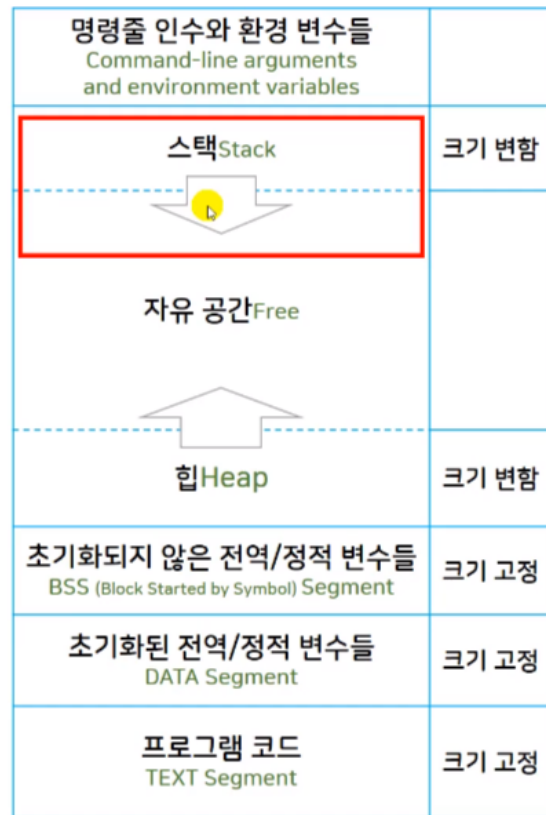 명령줄 인수와 환경 변수들
Command-line arguments
and environment variables
스택Stack
크기 변함
자유 공간Free
힙Heap
크기 변함
초기화되지 않은 전역/정적 변수들
BSS (Block Started by Symbol) Segment
크기 고정
초기화된 전역/정적 변수들
DATA Segment
크기 고정
프로그램 코드
TEXT Segment
크기 고정